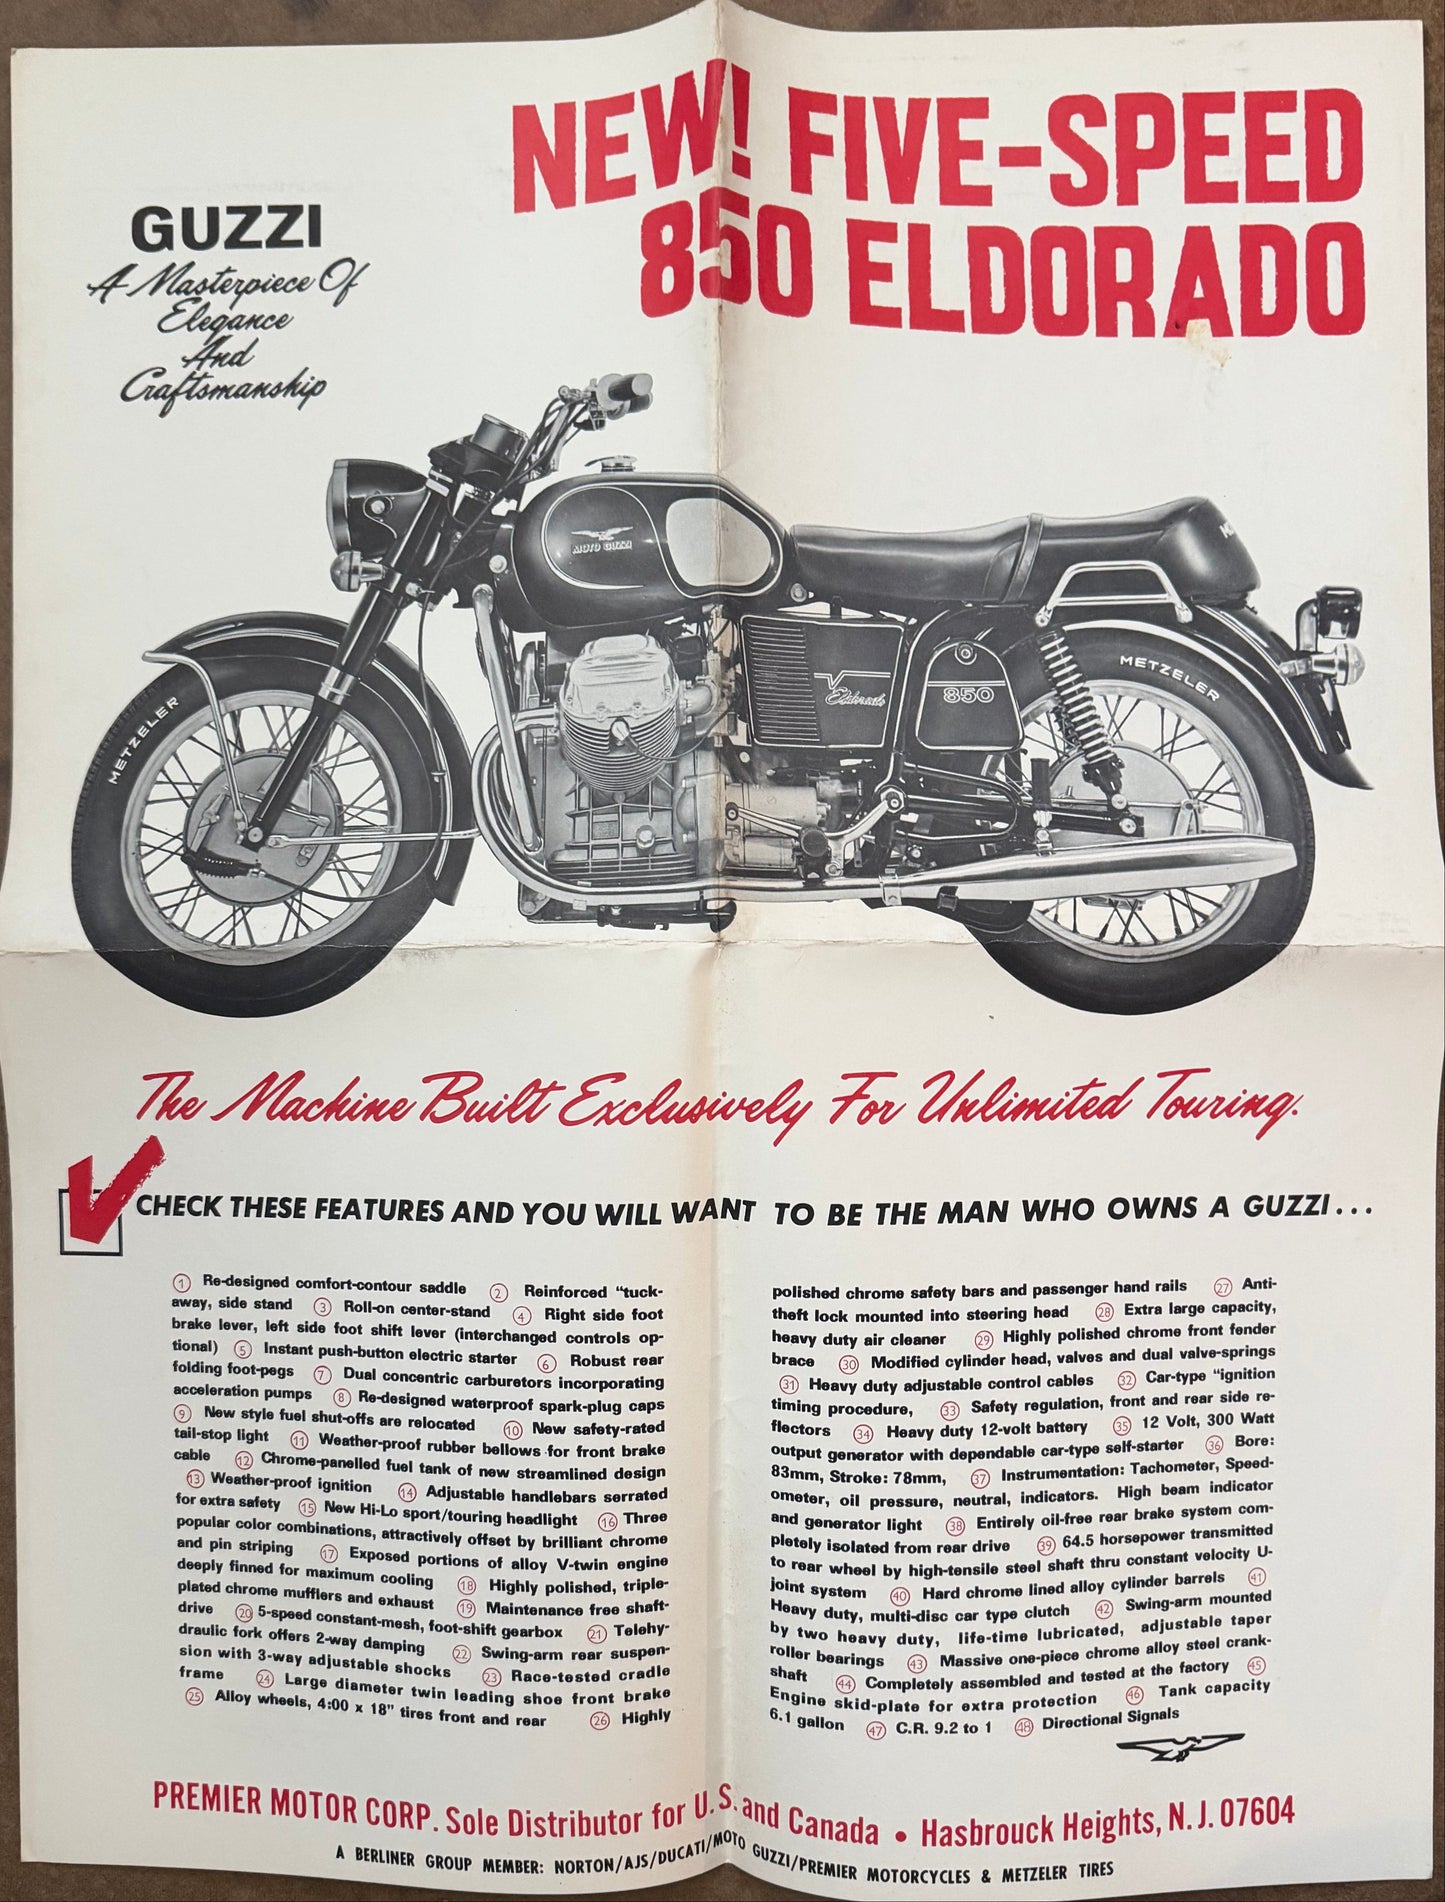 NEW! FIVE-SPEED
850 ELDORADO
GUZZI
A Masterpiece Of
Elegance
And
Craftsmanship
MOTO GUZZI
METZELER
METZELER
Eldorado
850
The Machine Built Exclusively For Unlimited Touring.
CHECK THESE FEATURES AND YOU WILL WANT TO BE THE MAN WHO OWNS A GUZZI...
1 Re-designed comfort-contour saddle 2 Reinforced “tuck-
away, side stand 3 Roll-on center-stand 4 Right side foot
brake lever, left side foot shift lever (interchanged controls op-
tional) 5 Instant push-button electric starter 6 Robust rear
folding foot-pegs 7 Dual concentric carburetors incorporating
acceleration pumps 8 Re-designed waterproof spark-plug caps
9 New style fuel shut-offs are relocated 10 New safety-rated
tail-stop light 11 Weather-proof rubber bellows for front brake
cable 12 Chrome-panelled fuel tank of new streamlined design
13 Weather-proof ignition 14 Adjustable handlebars serrated
for extra safety 15 New Hi-Lo sport/touring headlight 16 Three
popular color combinations, attractively offset by brilliant chrome
and pin striping 17 Exposed portions of alloy V-twin engine
deeply finned for maximum cooling 18 Highly polished, triple-
plated chrome mufflers and exhaust 19 Maintenance free shaft-
drive 20 5-speed constant-mesh, foot-shift gearbox 21 Telehy-
draulic fork offers 2-way damping 22 Swing-arm rear suspen-
sion with 3-way adjustable shocks 23 Race-tested cradle
frame 24 Large diameter twin leading shoe front brake
25 Alloy wheels, 4:00 x 18” tires front and rear 26 Highly
polished chrome safety bars and passenger hand rails 27 Anti-
theft lock mounted into steering head 28 Extra large capacity,
heavy duty air cleaner 29 Highly polished chrome front fender
brace 30 Modified cylinder head, valves and dual valve-springs
31 Heavy duty adjustable control cables 32 Car-type “ignition
timing procedure, 33 Safety regulation, front and rear side re-
flectors 34 Heavy duty 12-volt battery 35 12 Volt, 300 Watt
output generator with dependable car-type self-starter 36 Bore:
83mm, Stroke: 78mm, 37 Instrumentation: Tachometer, Speed-
ometer, oil pressure, neutral, indicators. High beam indicator
and generator light 38 Entirely oil-free rear brake system com-
pletely isolated from rear drive 39 64.5 horsepower transmitted
to rear wheel by high-tensile steel shaft thru constant velocity U-
joint system 40 Hard chrome lined alloy cylinder barrels 41
Heavy duty, multi-disc car type clutch 42 Swing-arm mounted
by two heavy duty, life-time lubricated, adjustable taper
roller bearings 43 Massive one-piece chrome alloy steel crank-
shaft 44 Completely assembled and tested at the factory 45
Engine skid-plate for extra protection 46 Tank capacity
6.1 gallon 47 C.R. 9.2 to 1 48 Directional Signals
PREMIER MOTOR CORP. Sole Distributor for U.S. and Canada • Hasbrouck Heights, N.J. 07604
A BERLINER GROUP MEMBER: NORTON/AJS/DUCATI/MOTO GUZZI/PREMIER MOTORCYCLES & METZELER TIRES